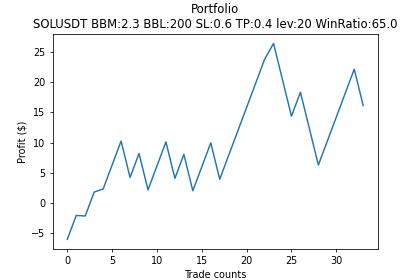 Portfolio
SOLUSDT BBM:2.3 BBL:200 SL:0.6 TP:0.4 lev:20 WinRatio:65.0
25
20
15
10
5
0
−5
Profit ($)
0 5 10 15 20 25 30
Trade counts